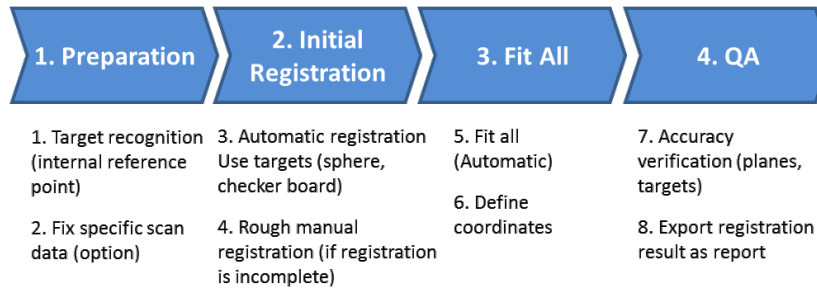 1. Preparation
2. Initial
Registration
3. Fit All
4. QA
1. Target recognition
(internal reference
point)
2. Fix specific scan
data (option)
3. Automatic registration
Use targets (sphere,
checker board)
4. Rough manual
registration (if registration
is incomplete)
5. Fit all
(Automatic)
6. Define
coordinates
7. Accuracy
verification (planes,
targets)
8. Export registration
result as report